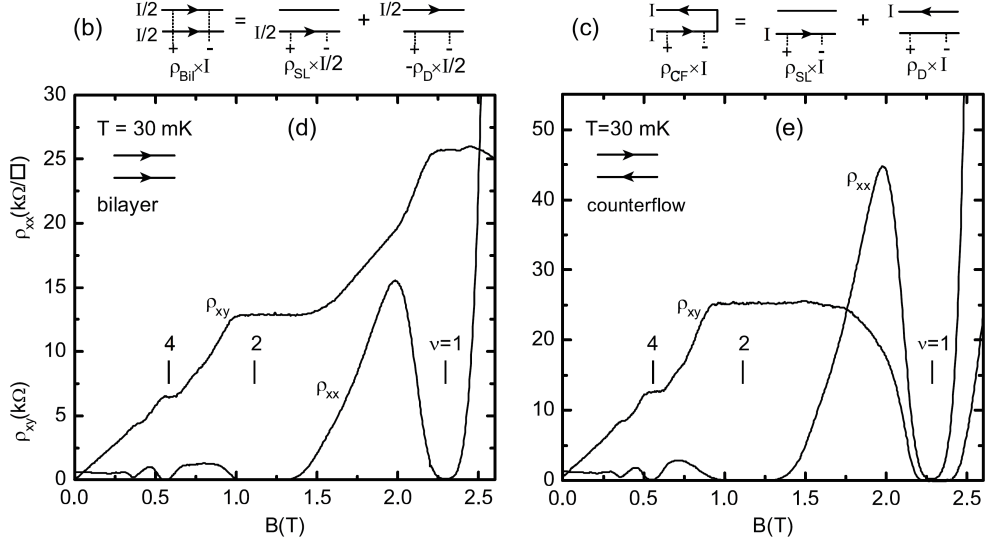 (b) I/2 I/2 + - = I/2 + - + I/2 + -
ρBil×I ρSL×I/2 -ρD×I/2
(c) I I + - = I + - + I + -
ρCF×I ρSL×I ρD×I
(d)
T = 30 mK
bilayer
ρxy
ρxx
4
2
ν=1
30
25
20
15
10
5
0
ρxx(kΩ/□)
ρxy(kΩ)
0.0 0.5 1.0 1.5 2.0 2.5
B(T)
(e)
T=30 mK
counterflow
ρxx
ρxy
4
2
ν=1
50
40
30
20
10
0
0.0 0.5 1.0 1.5 2.0 2.5
B(T)